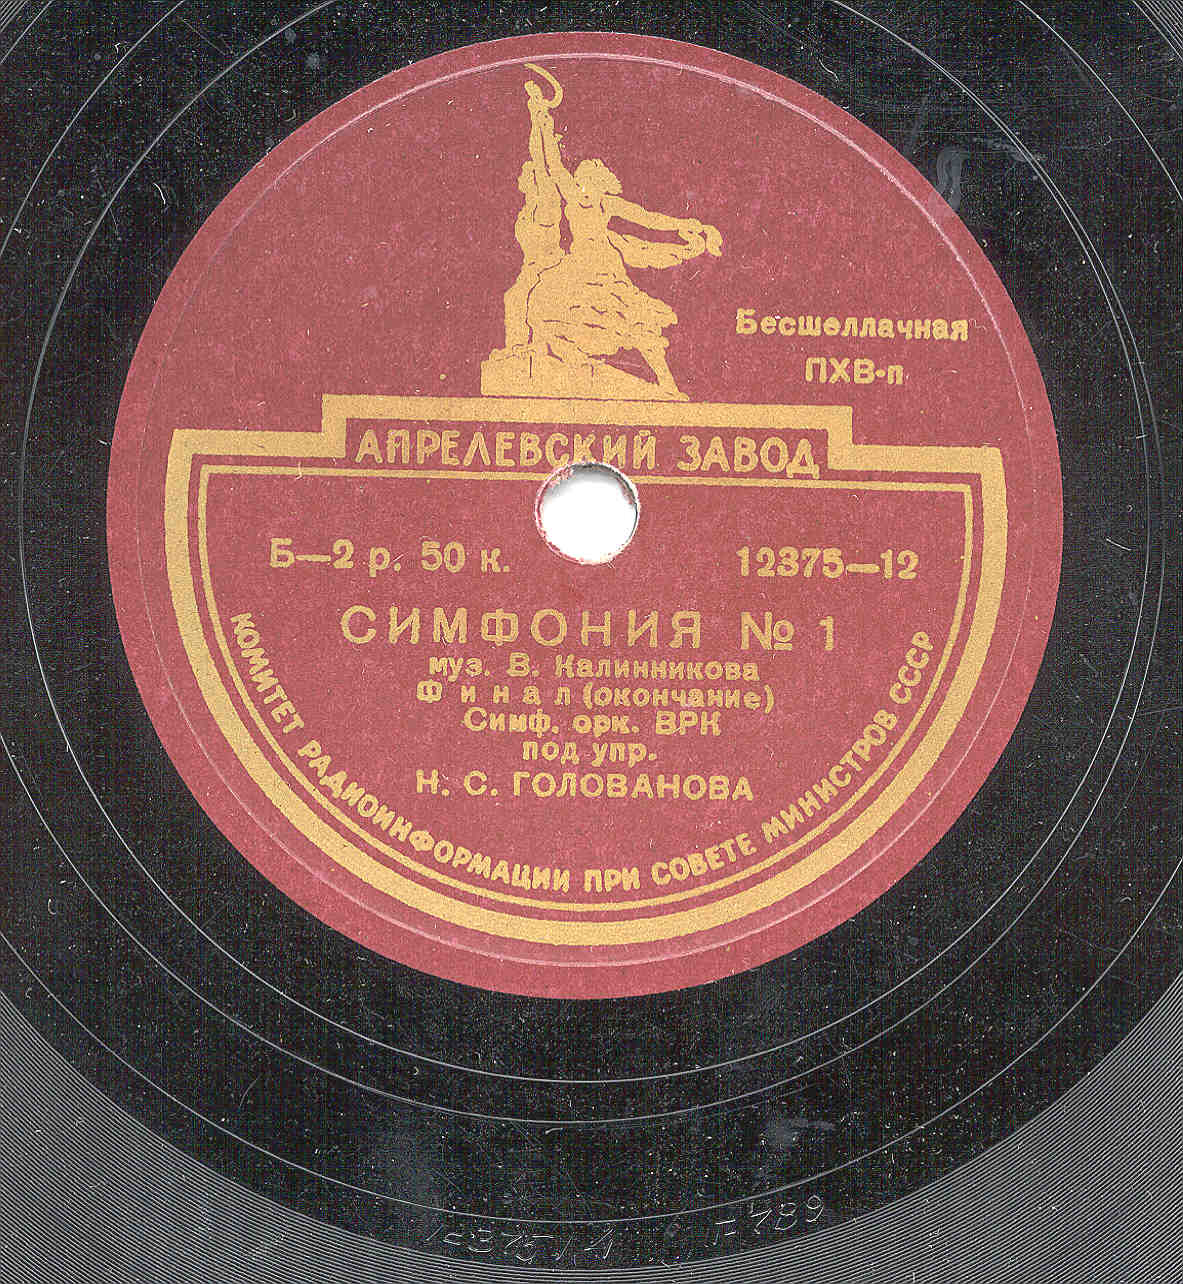 Бесшеллачная
ПХВ-п
АПРЕЛЕВСКИЙ ЗАВОД
Б—2 р. 50 к.
12375—12
СИМФОНИЯ № 1
муз. В. Калинникова
Финал (окончание)
Симф. орк. ВРК
под упр.
Н. С. ГОЛОВАНОВА
КОМИТЕТ РАДИОИНФОРМАЦИИ ПРИ СОВЕТЕ МИНИСТРОВ СССР